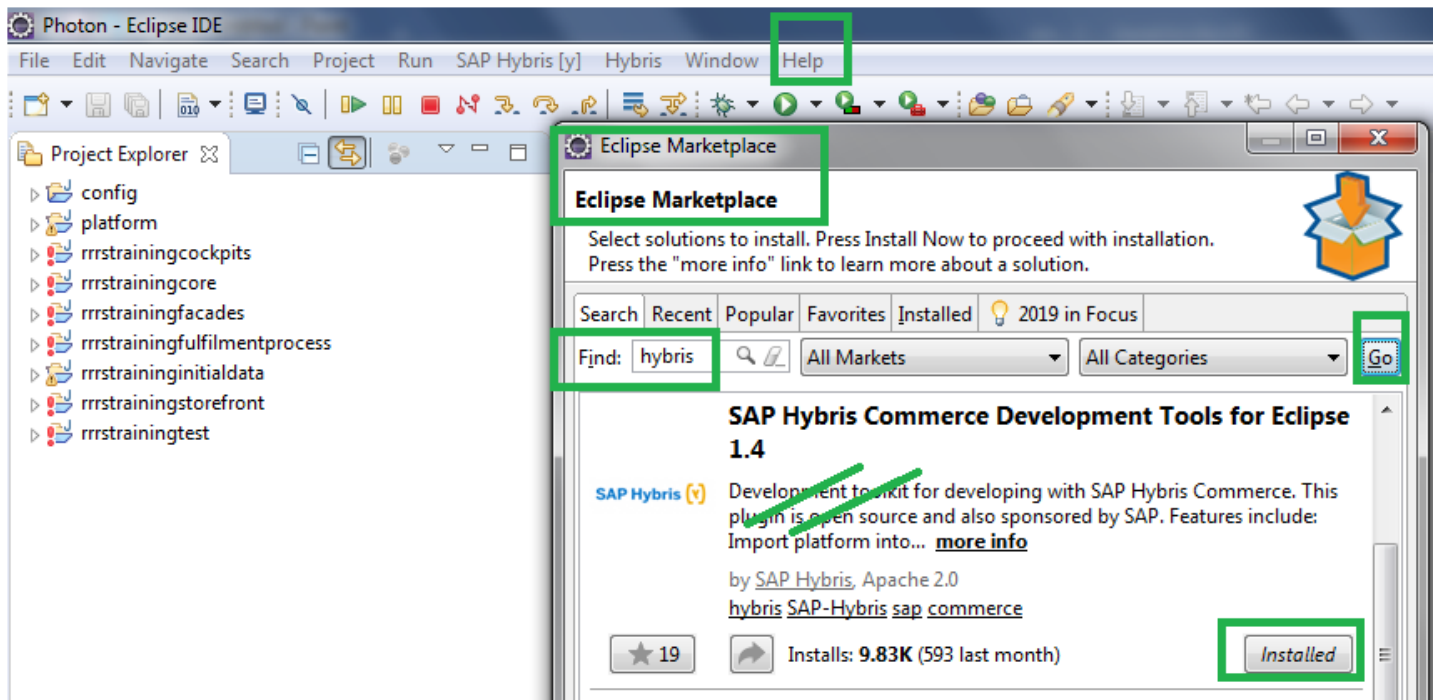 Photon - Eclipse IDE
File Edit Navigate Search Project Run SAP Hybris [y] Hybris Window Help
010
Project Explorer
config
platform
rrrstrainingcockpits
rrrstrainingcore
rrrstrainingfacades
rrrstrainingfulfilmentprocess
rrrstraininginitialdata
rrrstrainingstorefront
rrrstrainingtest
Eclipse Marketplace
Eclipse Marketplace
Select solutions to install. Press Install Now to proceed with installation.
Press the "more info" link to learn more about a solution.
Search Recent Popular Favorites Installed 2019 in Focus
Find: hybris All Markets All Categories Go
SAP Hybris Commerce Development Tools for Eclipse
1.4
SAP Hybris (y)
Development toolkit for developing with SAP Hybris Commerce. This
plugin is open source and also sponsored by SAP. Features include:
Import platform into... more info
by SAP Hybris, Apache 2.0
hybris SAP-Hybris sap commerce
19 Installs: 9.83K (593 last month) Installed